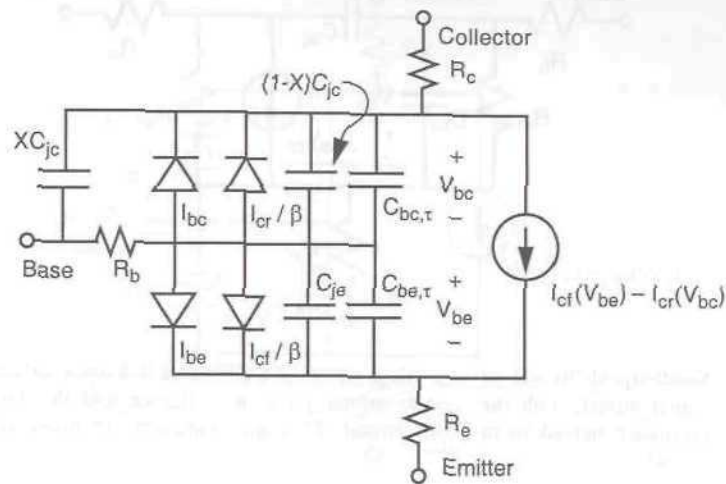 Collector
R_c
(1-X)C_jc
XC_jc
+
V_bc
−
I_bc
I_cr / β
C_bc,τ
Base
R_b
C_je
C_be,τ
+
V_be
−
I_cf(V_be) − I_cr(V_bc)
I_be
I_cf / β
R_e
Emitter